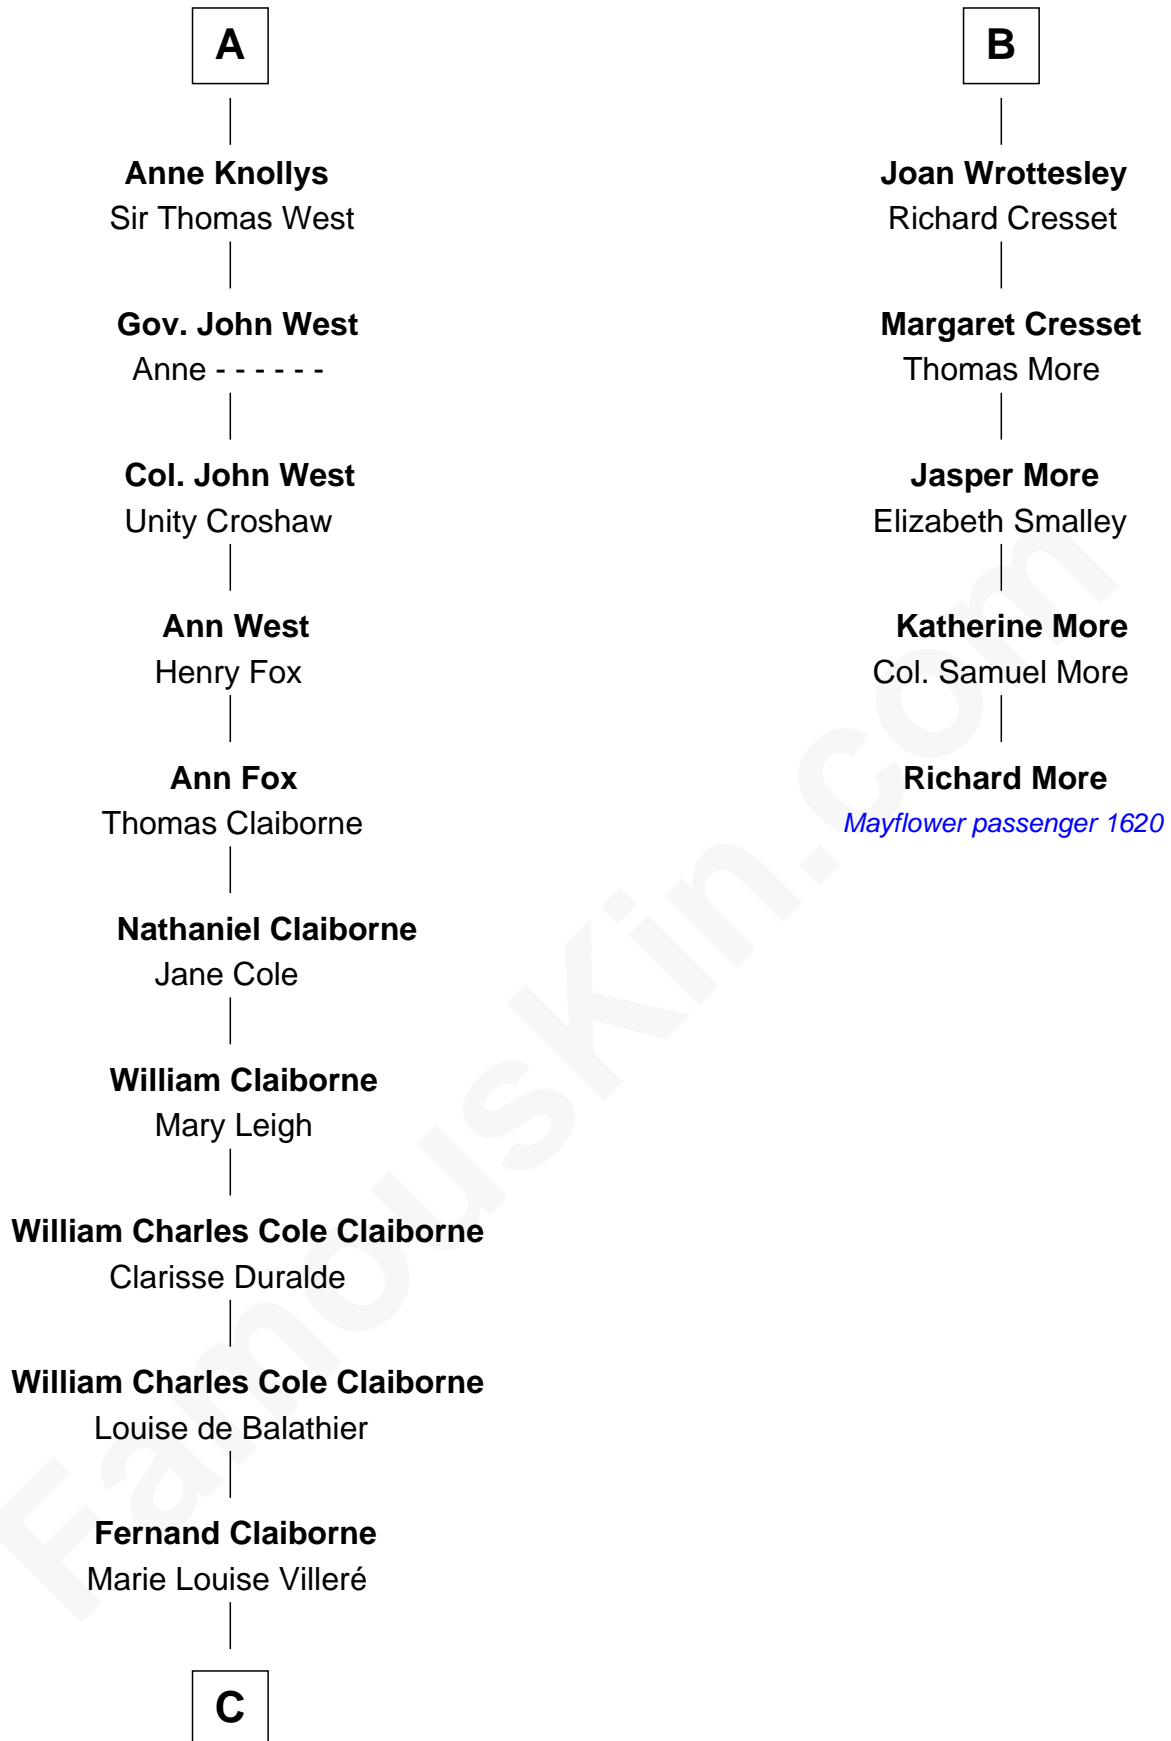 A
Anne Knollys
Sir Thomas West
Gov. John West
Anne - - - - - -
Col. John West
Unity Croshaw
Ann West
Henry Fox
Ann Fox
Thomas Claiborne
Nathaniel Claiborne
Jane Cole
William Claiborne
Mary Leigh
William Charles Cole Claiborne
Clarisse Duralde
William Charles Cole Claiborne
Louise de Balathier
Fernand Claiborne
Marie Louise Villeré
C
B
Joan Wrottesley
Richard Cresset
Margaret Cresset
Thomas More
Jasper More
Elizabeth Smalley
Katherine More
Col. Samuel More
Richard More
Mayflower passenger 1620
FamousKin.com